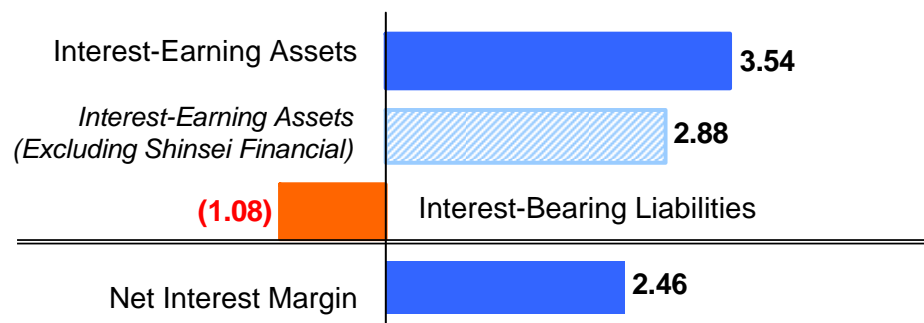 Interest-Earning Assets
3.54
Interest-Earning Assets
(Excluding Shinsei Financial)
2.88
(1.08)
Interest-Bearing Liabilities
Net Interest Margin
2.46